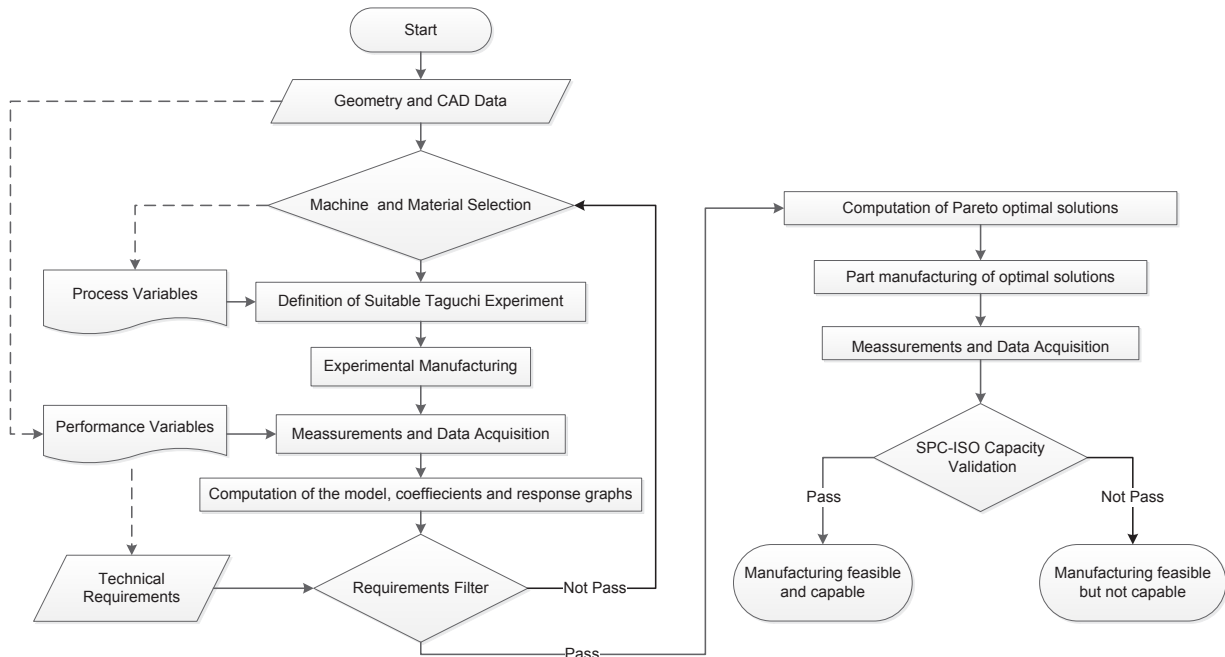 Start
Geometry and CAD Data
Machine and Material Selection
Process Variables
Definition of Suitable Taguchi Experiment
Experimental Manufacturing
Performance Variables
Meassurements and Data Acquisition
Computation of the model, coeffiecients and response graphs
Technical
Requirements
Requirements Filter
Not Pass
Pass
Computation of Pareto optimal solutions
Part manufacturing of optimal solutions
Meassurements and Data Acquisition
SPC-ISO Capacity
Validation
Pass
Not Pass
Manufacturing feasible
and capable
Manufacturing feasible
but not capable